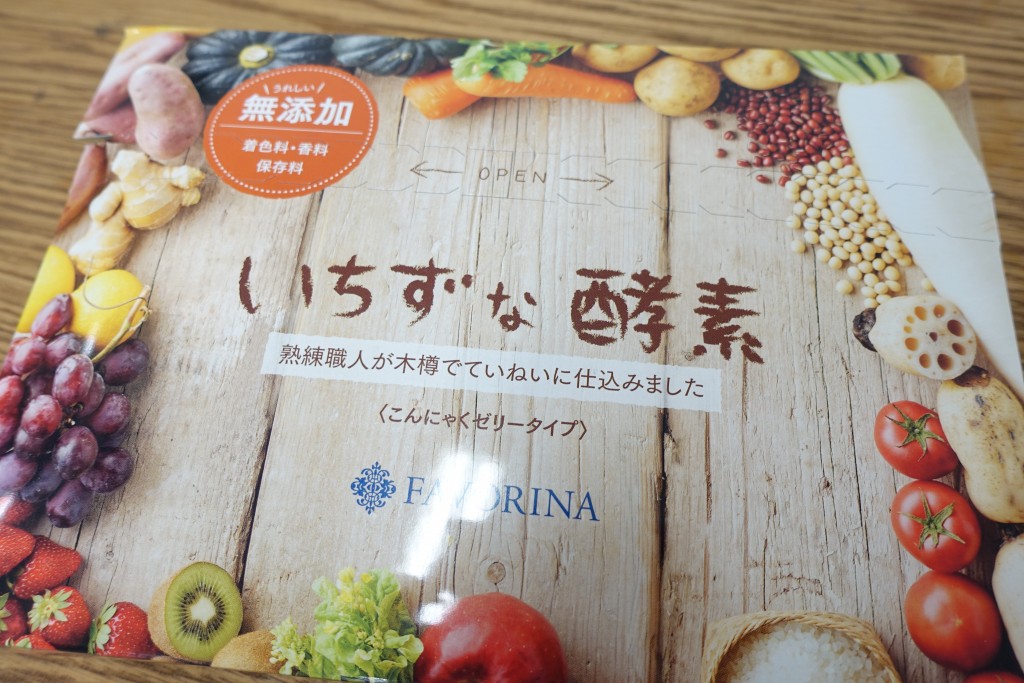 うれしい
無添加
着色料・香料
保存料
OPEN
いちずな酵素
熟練職人が木樽でていねいに仕込みました
〈こんにゃくゼリータイプ〉
FAVORINA